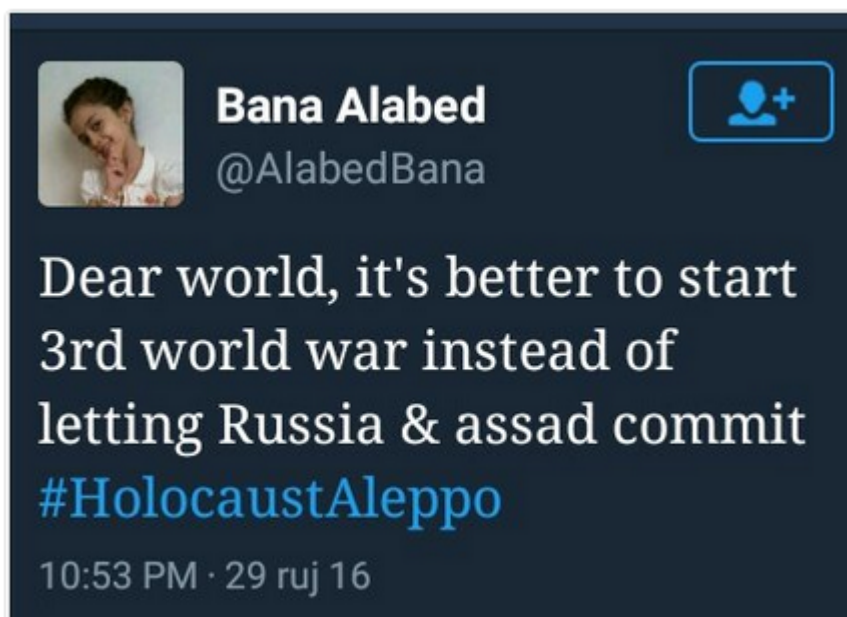 Bana Alabed
@AlabedBana
Dear world, it's better to start
3rd world war instead of
letting Russia & assad commit
#HolocaustAleppo
10:53 PM · 29 ruj 16